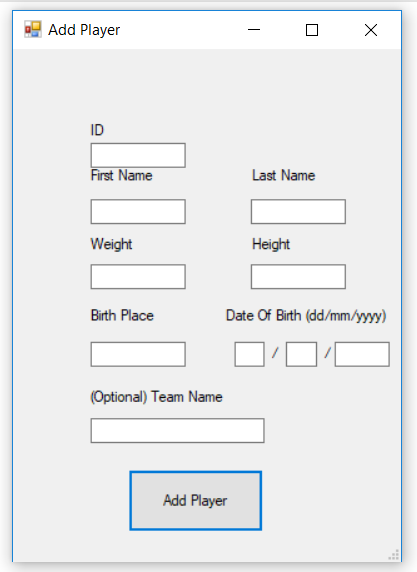 Add Player
ID
First Name Last Name
Weight Height
Birth Place Date Of Birth (dd/mm/yyyy)
/ /
(Optional) Team Name
Add Player